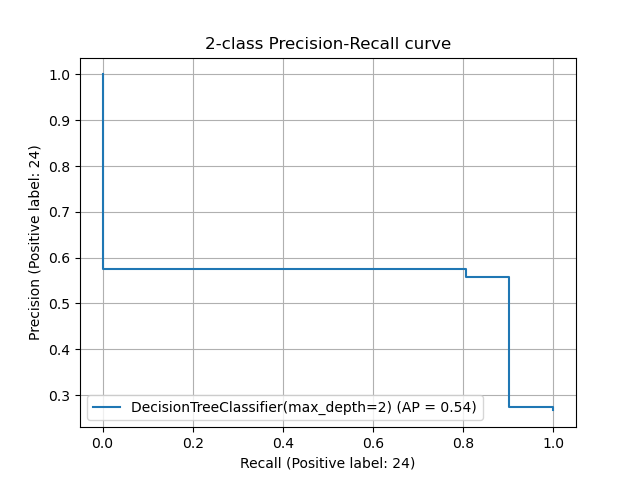 2-class Precision-Recall curve
1.0
0.9
0.8
0.7
0.6
0.5
0.4
0.3
Precision (Positive label: 24)
DecisionTreeClassifier(max_depth=2) (AP = 0.54)
0.0 0.2 0.4 0.6 0.8 1.0
Recall (Positive label: 24)